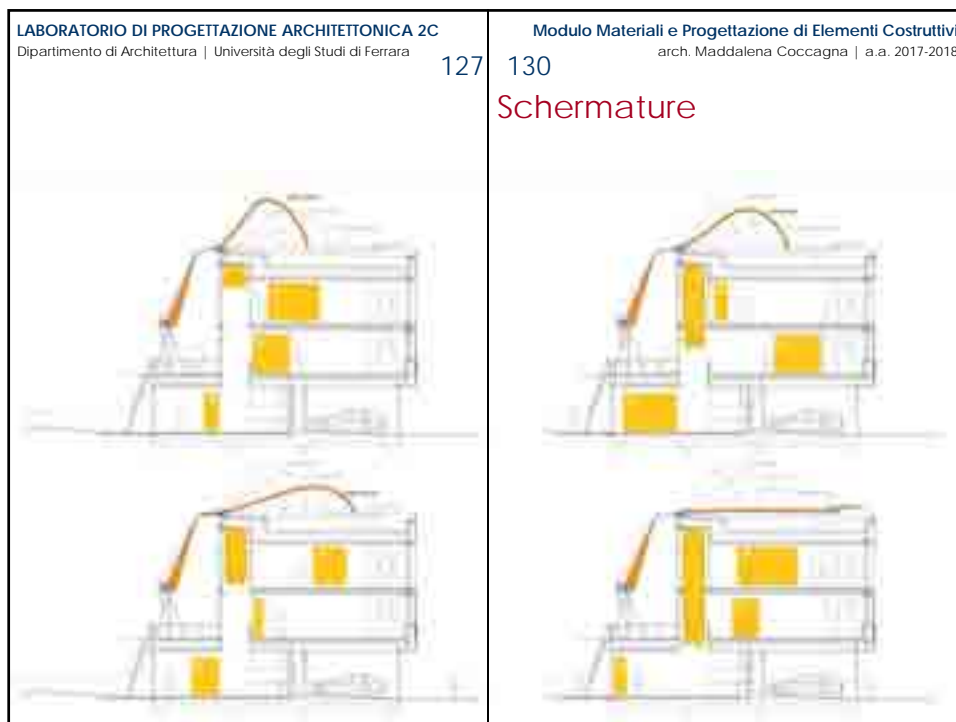 LABORATORIO DI PROGETTAZIONE ARCHITETTONICA 2C
Dipartimento di Architettura | Università degli Studi di Ferrara
127
Modulo Materiali e Progettazione di Elementi Costruttivi
arch. Maddalena Coccagna | a.a. 2017-2018
130
Schermature